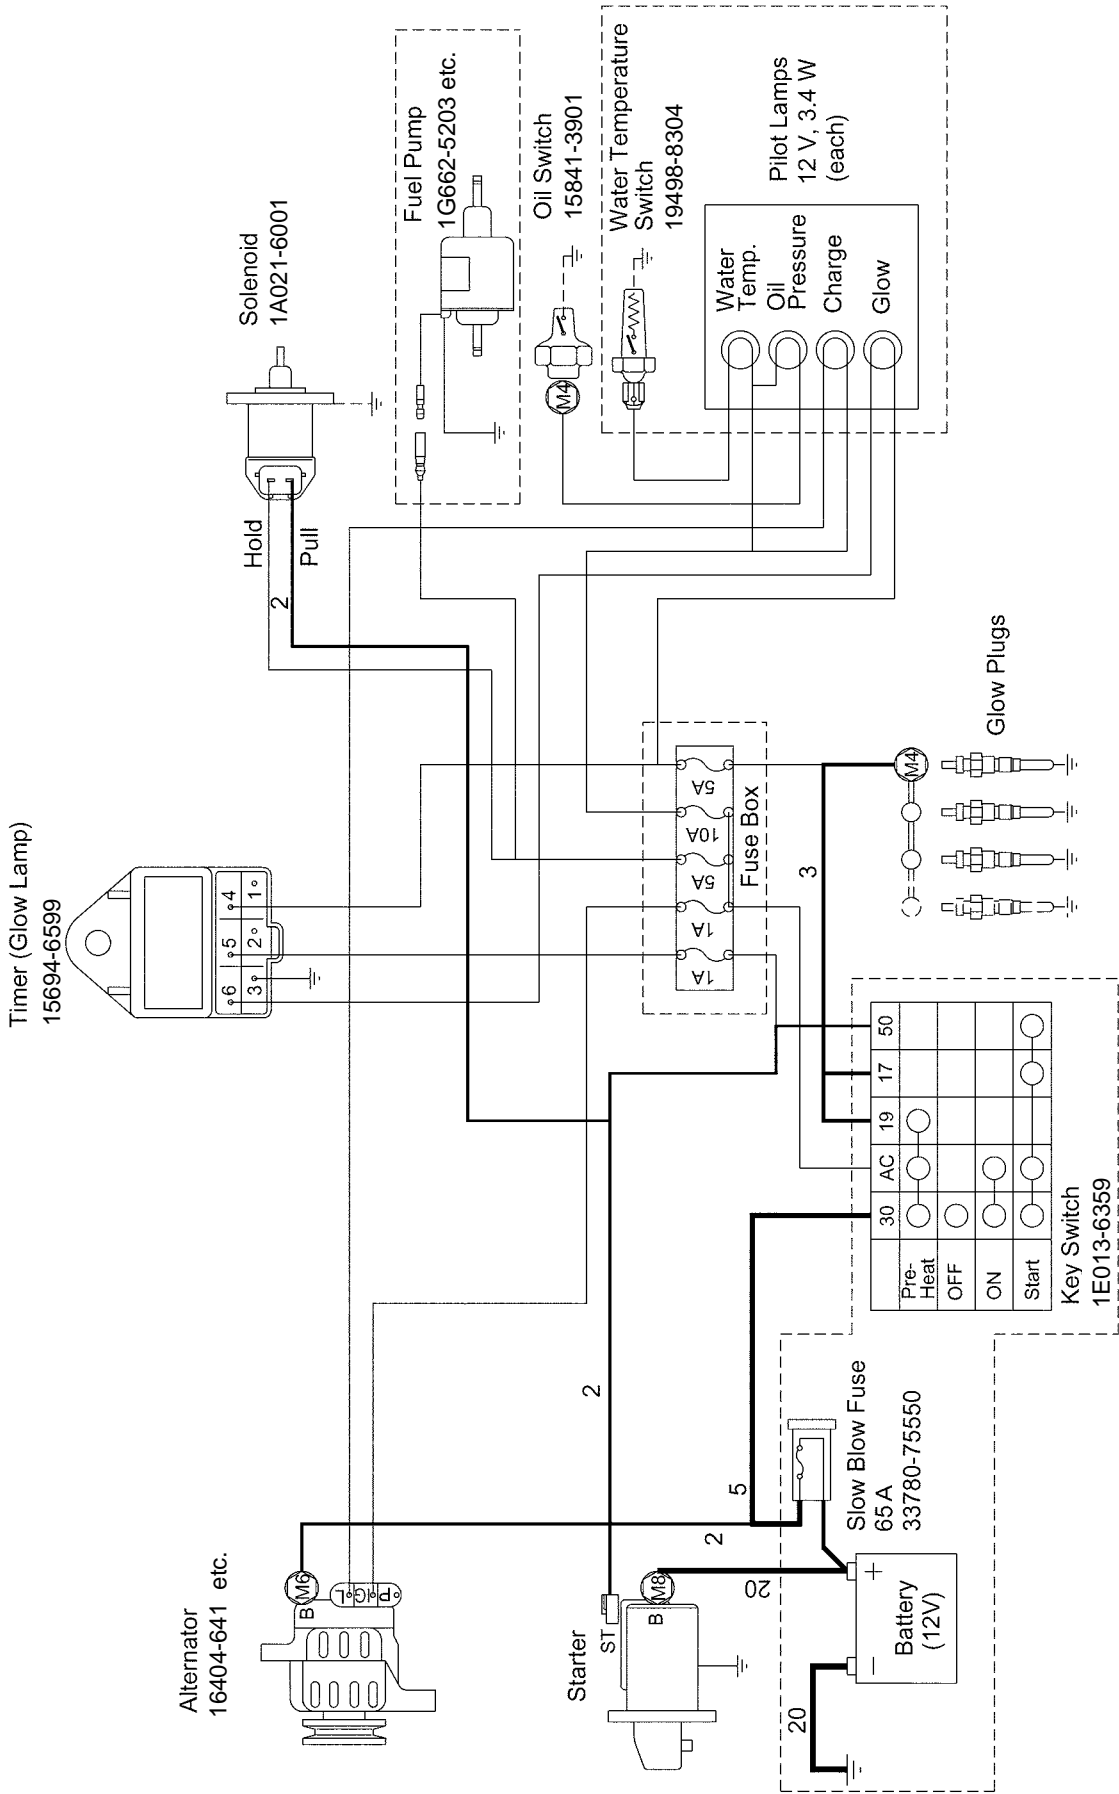 Timer (Glow Lamp)
15694-6599
6
5
4
3
2
1
Solenoid
1A021-6001
Hold
Pull
2
Fuel Pump
1G662-5203 etc.
Oil Switch
15841-3901
M4
Water Temperature
Switch
19498-8304
Pilot Lamps
12 V, 3.4 W
(each)
Water
Temp.
Oil
Pressure
Charge
Glow
Alternator
16404-641 etc.
M6
B
L
IG
P
Starter
ST
B
M8
2
2
5
20
20
Battery
(12V)
+
−
Slow Blow Fuse
65 A
33780-75550
1A
1A
5A
10A
5A
Fuse Box
3
M4
Glow Plugs
30 AC 19 17 50
Pre-
Heat
OFF
ON
Start
Key Switch
1E013-6359